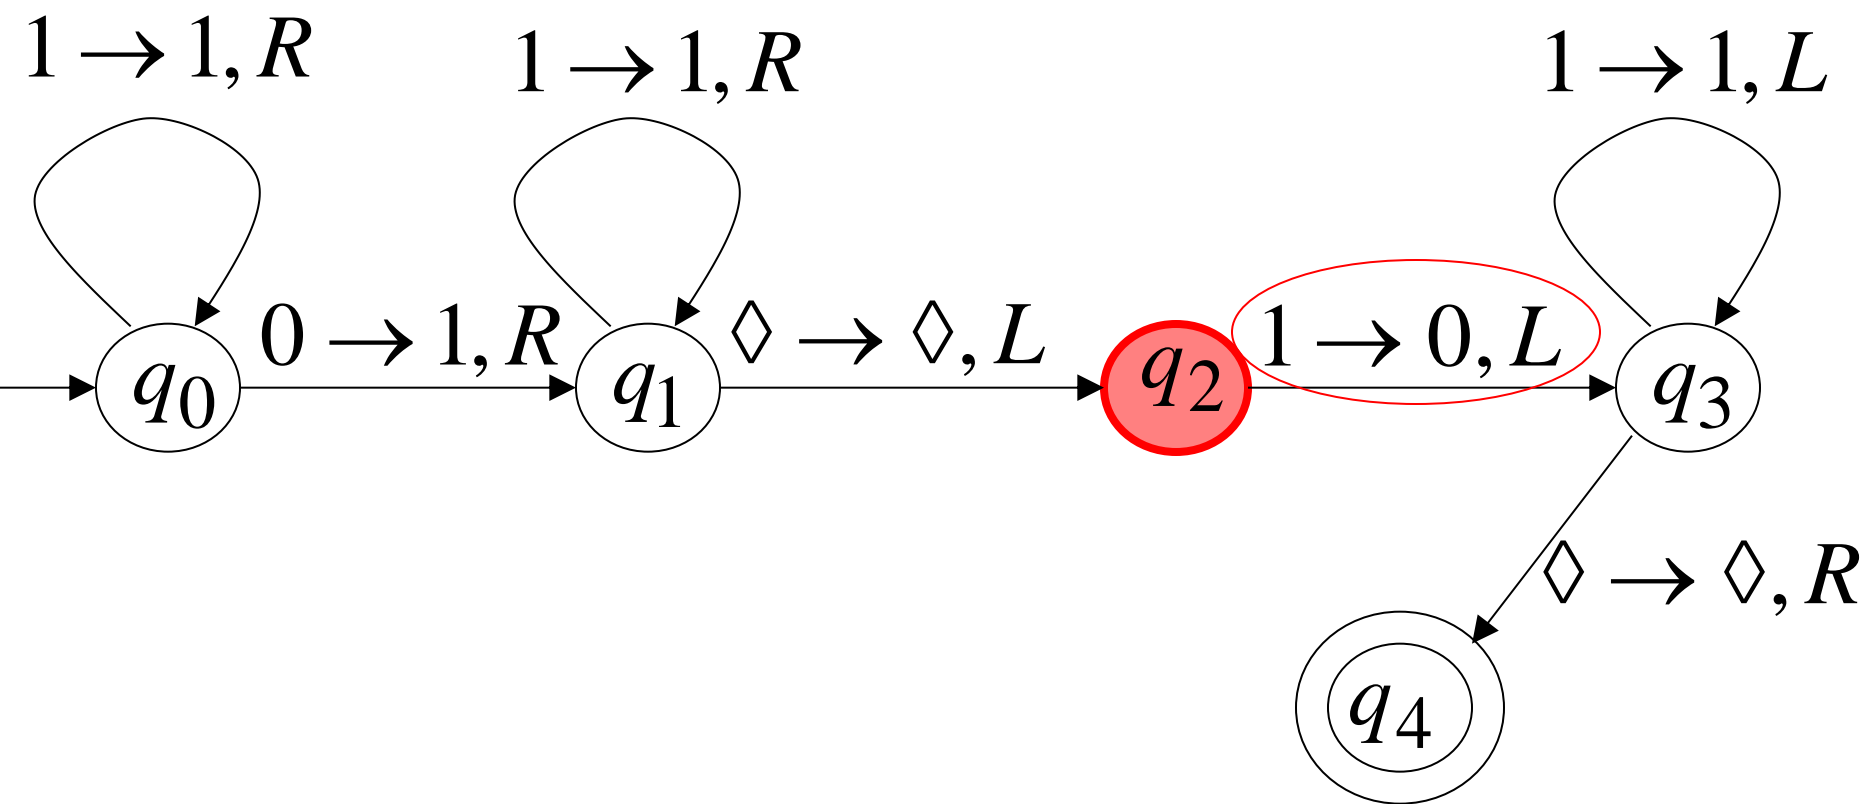 1 → 1, R
1 → 1, R
1 → 1, L
0 → 1, R
◊ → ◊, L
1 → 0, L
q0
q1
q2
q3
◊ → ◊, R
q4